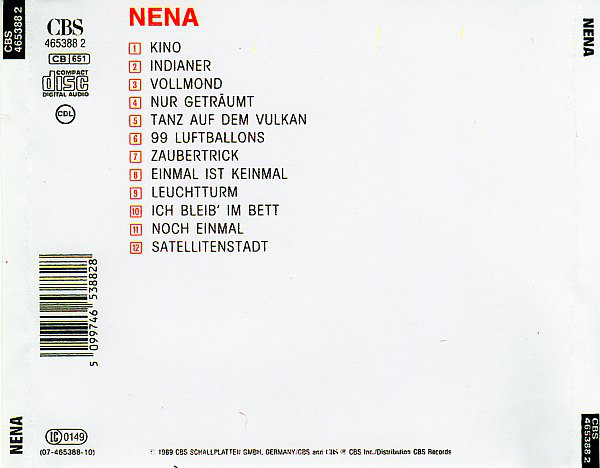 CBS
465388 2
NENA
NENA
CBS
465388 2
CB 651
COMPACT
disc
DIGITAL AUDIO
CDL
1 KINO
2 INDIANER
3 VOLLMOND
4 NUR GETRÄUMT
5 TANZ AUF DEM VULKAN
6 99 LUFTBALLONS
7 ZAUBERTRICK
8 EINMAL IST KEINMAL
9 LEUCHTTURM
10 ICH BLEIB' IM BETT
11 NOCH EINMAL
12 SATELLITENSTADT
5 099746 538828
NENA
LC 0149
(07-465388-10)
℗ 1989 CBS SCHALLPLATTEN GMBH, GERMANY/CBS and CBS ® CBS Inc./Distribution CBS Records
CBS
465388 2